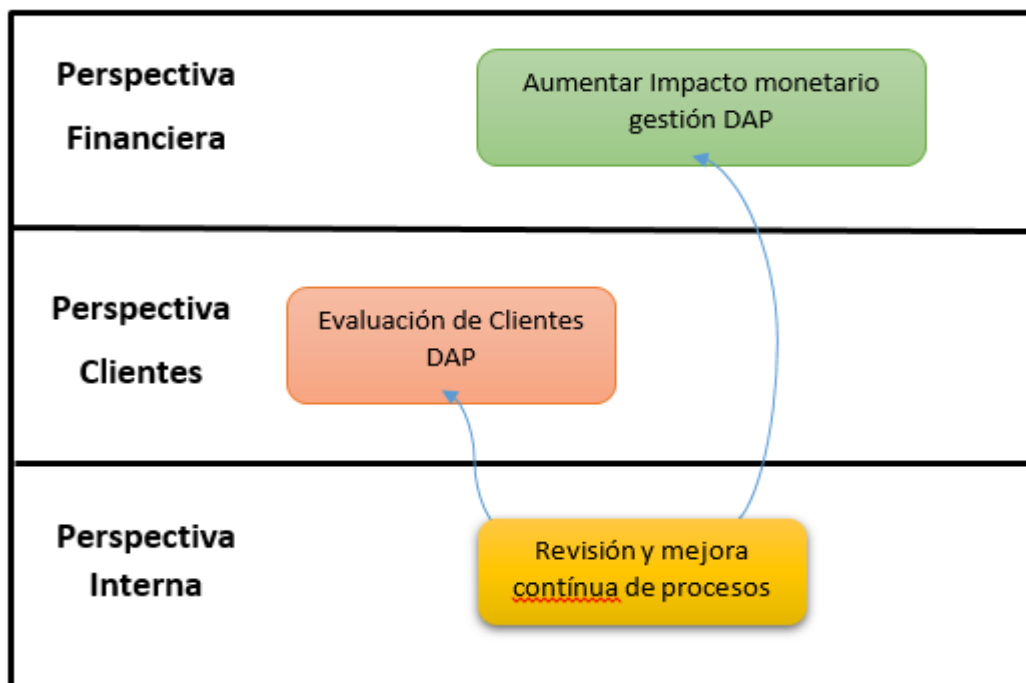 Perspectiva
Financiera
Aumentar Impacto monetario
gestión DAP
Perspectiva
Clientes
Evaluación de Clientes
DAP
Perspectiva
Interna
Revisión y mejora
contínua de procesos